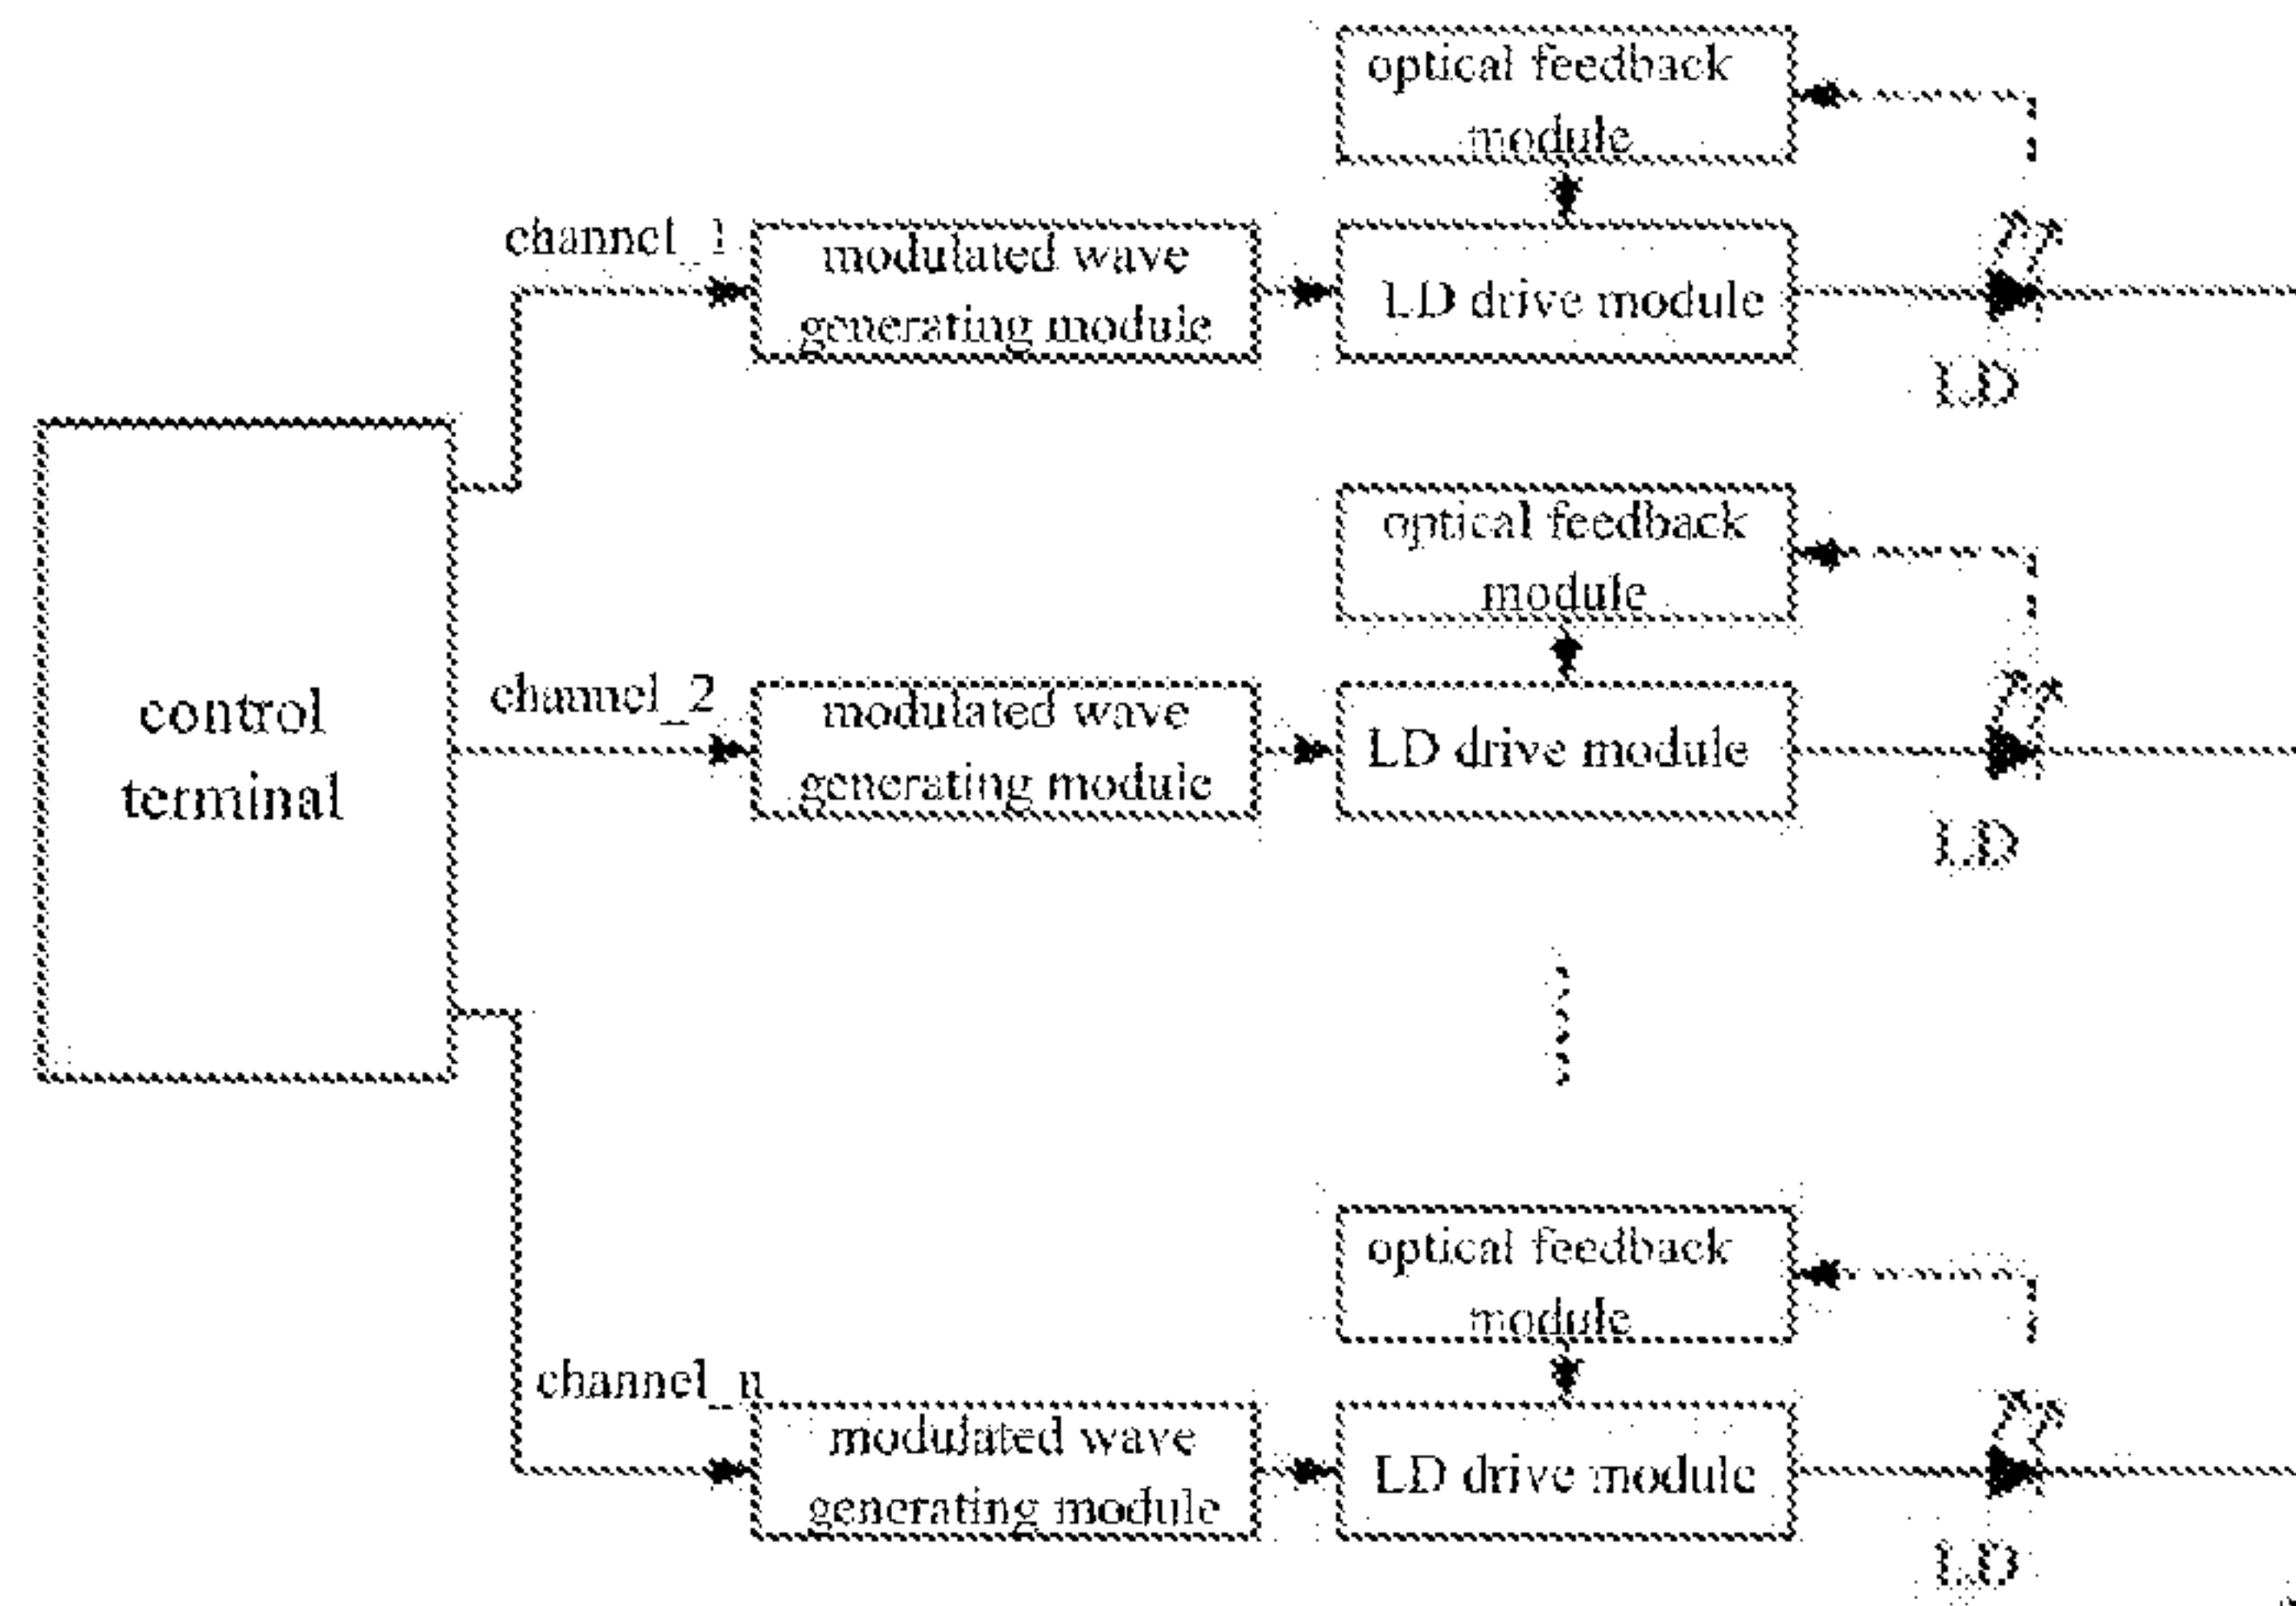 optical feedback
module
channel_1
modulated wave
generating module
LD drive module
LD
optical feedback
module
control
terminal
channel_2
modulated wave
generating module
LD drive module
LD
optical feedback
module
channel_n
modulated wave
generating module
LD drive module
LD